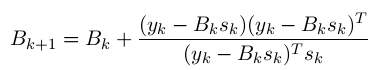 B_{k+1} = B_k + \frac{(y_k - B_k s_k)(y_k - B_k s_k)^T}{(y_k - B_k s_k)^T s_k}